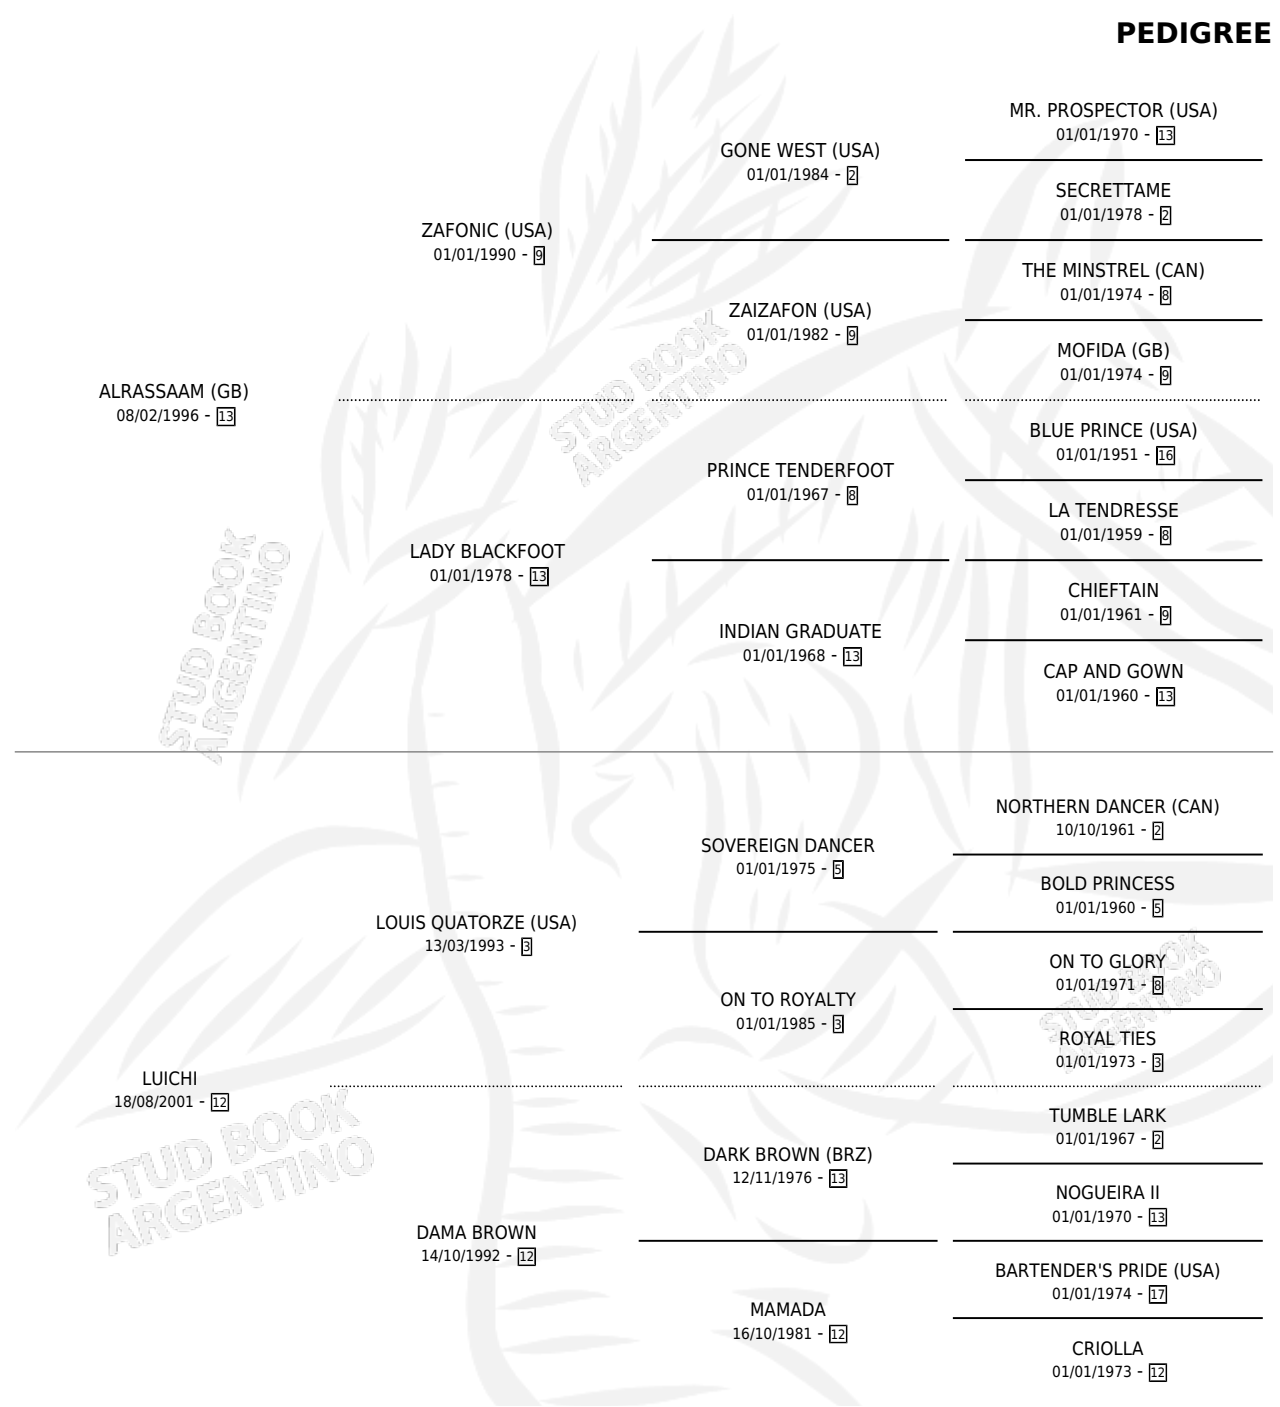 PEDIGREE
MR. PROSPECTOR (USA)
01/01/1970 - 13
GONE WEST (USA)
01/01/1984 - 2
SECRETTAME
01/01/1978 - 2
ZAFONIC (USA)
01/01/1990 - 9
THE MINSTREL (CAN)
01/01/1974 - 8
ZAIZAFON (USA)
01/01/1982 - 9
MOFIDA (GB)
01/01/1974 - 9
ALRASSAAM (GB)
08/02/1996 - 13
BLUE PRINCE (USA)
01/01/1951 - 16
PRINCE TENDERFOOT
01/01/1967 - 8
LA TENDRESSE
01/01/1959 - 8
LADY BLACKFOOT
01/01/1978 - 13
CHIEFTAIN
01/01/1961 - 9
INDIAN GRADUATE
01/01/1968 - 13
CAP AND GOWN
01/01/1960 - 13
NORTHERN DANCER (CAN)
10/10/1961 - 2
SOVEREIGN DANCER
01/01/1975 - 5
BOLD PRINCESS
01/01/1960 - 5
LOUIS QUATORZE (USA)
13/03/1993 - 3
ON TO GLORY
01/01/1971 - 8
ON TO ROYALTY
01/01/1985 - 3
ROYAL TIES
01/01/1973 - 3
LUICHI
18/08/2001 - 12
TUMBLE LARK
01/01/1967 - 2
DARK BROWN (BRZ)
12/11/1976 - 13
NOGUEIRA II
01/01/1970 - 13
DAMA BROWN
14/10/1992 - 12
BARTENDER'S PRIDE (USA)
01/01/1974 - 17
MAMADA
16/10/1981 - 12
CRIOLLA
01/01/1973 - 12
STUD BOOK
ARGENTINO
STUD BOOK
ARGENTINO
STUD BOOK
ARGENTINO
STUD BOOK
ARGENTINO